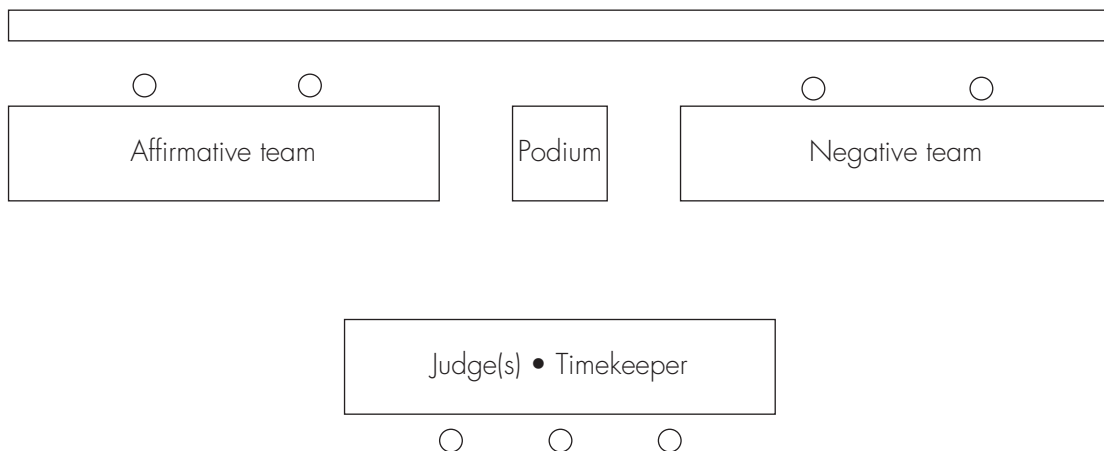 Affirmative team
Podium
Negative team
Judge(s) • Timekeeper